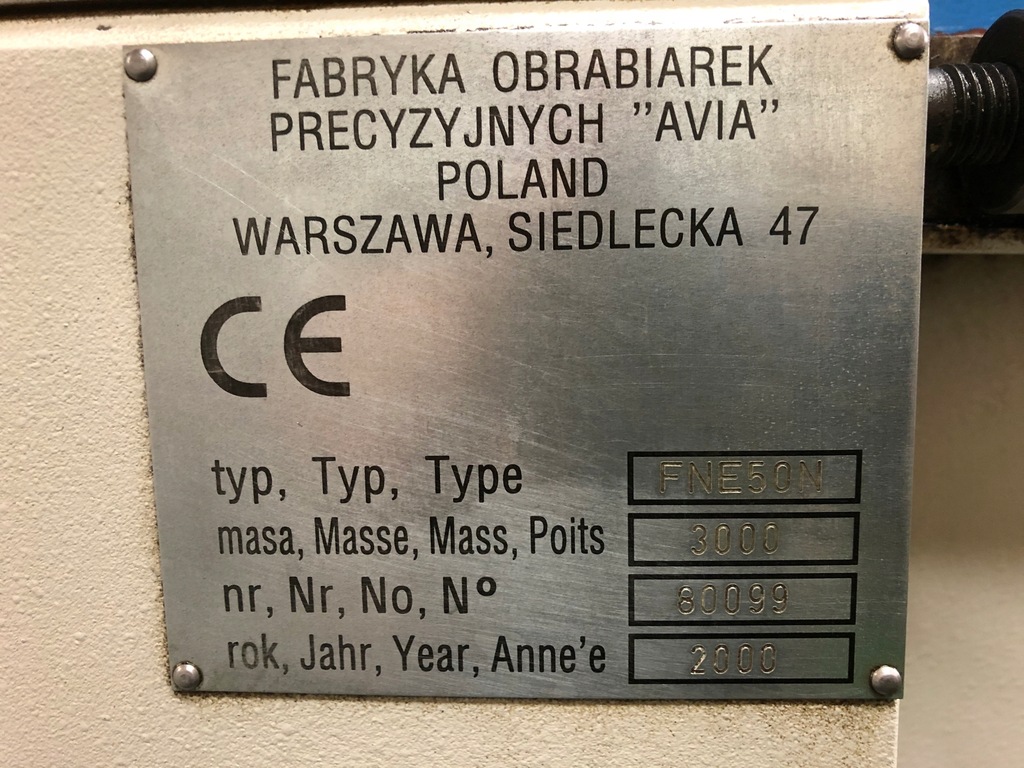 FABRYKA OBRABIAREK
PRECYZYJNYCH "AVIA"
POLAND
WARSZAWA, SIEDLECKA 47
CE
typ, Typ, Type FNE50N
masa, Masse, Mass, Poits 3000
nr, Nr, No, Nº 80099
rok, Jahr, Year, Anne'e 2000